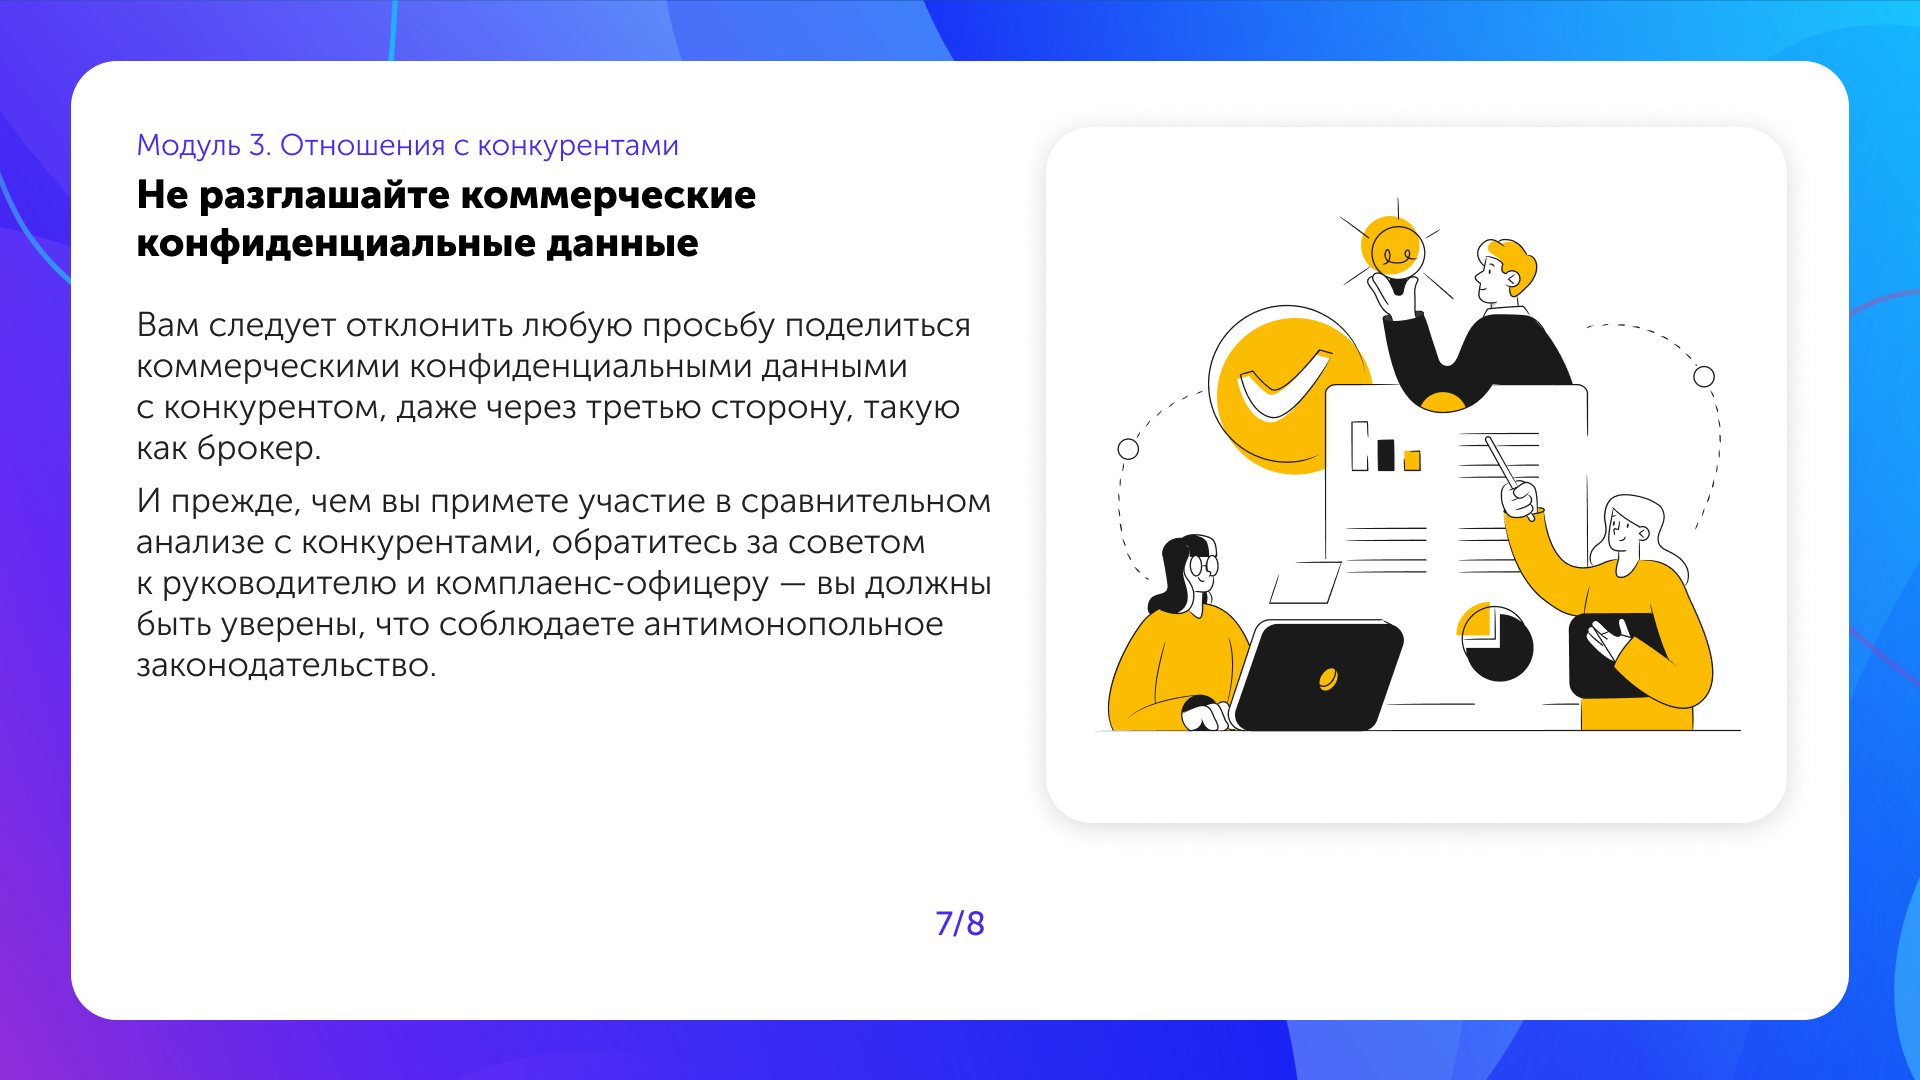 Модуль 3. Отношения с конкурентами
Не разглашайте коммерческие
конфиденциальные данные
Вам следует отклонить любую просьбу поделиться
коммерческими конфиденциальными данными
с конкурентом, даже через третью сторону, такую
как брокер.
И прежде, чем вы примете участие в сравнительном
анализе с конкурентами, обратитесь за советом
к руководителю и комплаенс-офицеру — вы должны
быть уверены, что соблюдаете антимонопольное
законодательство.
7/8